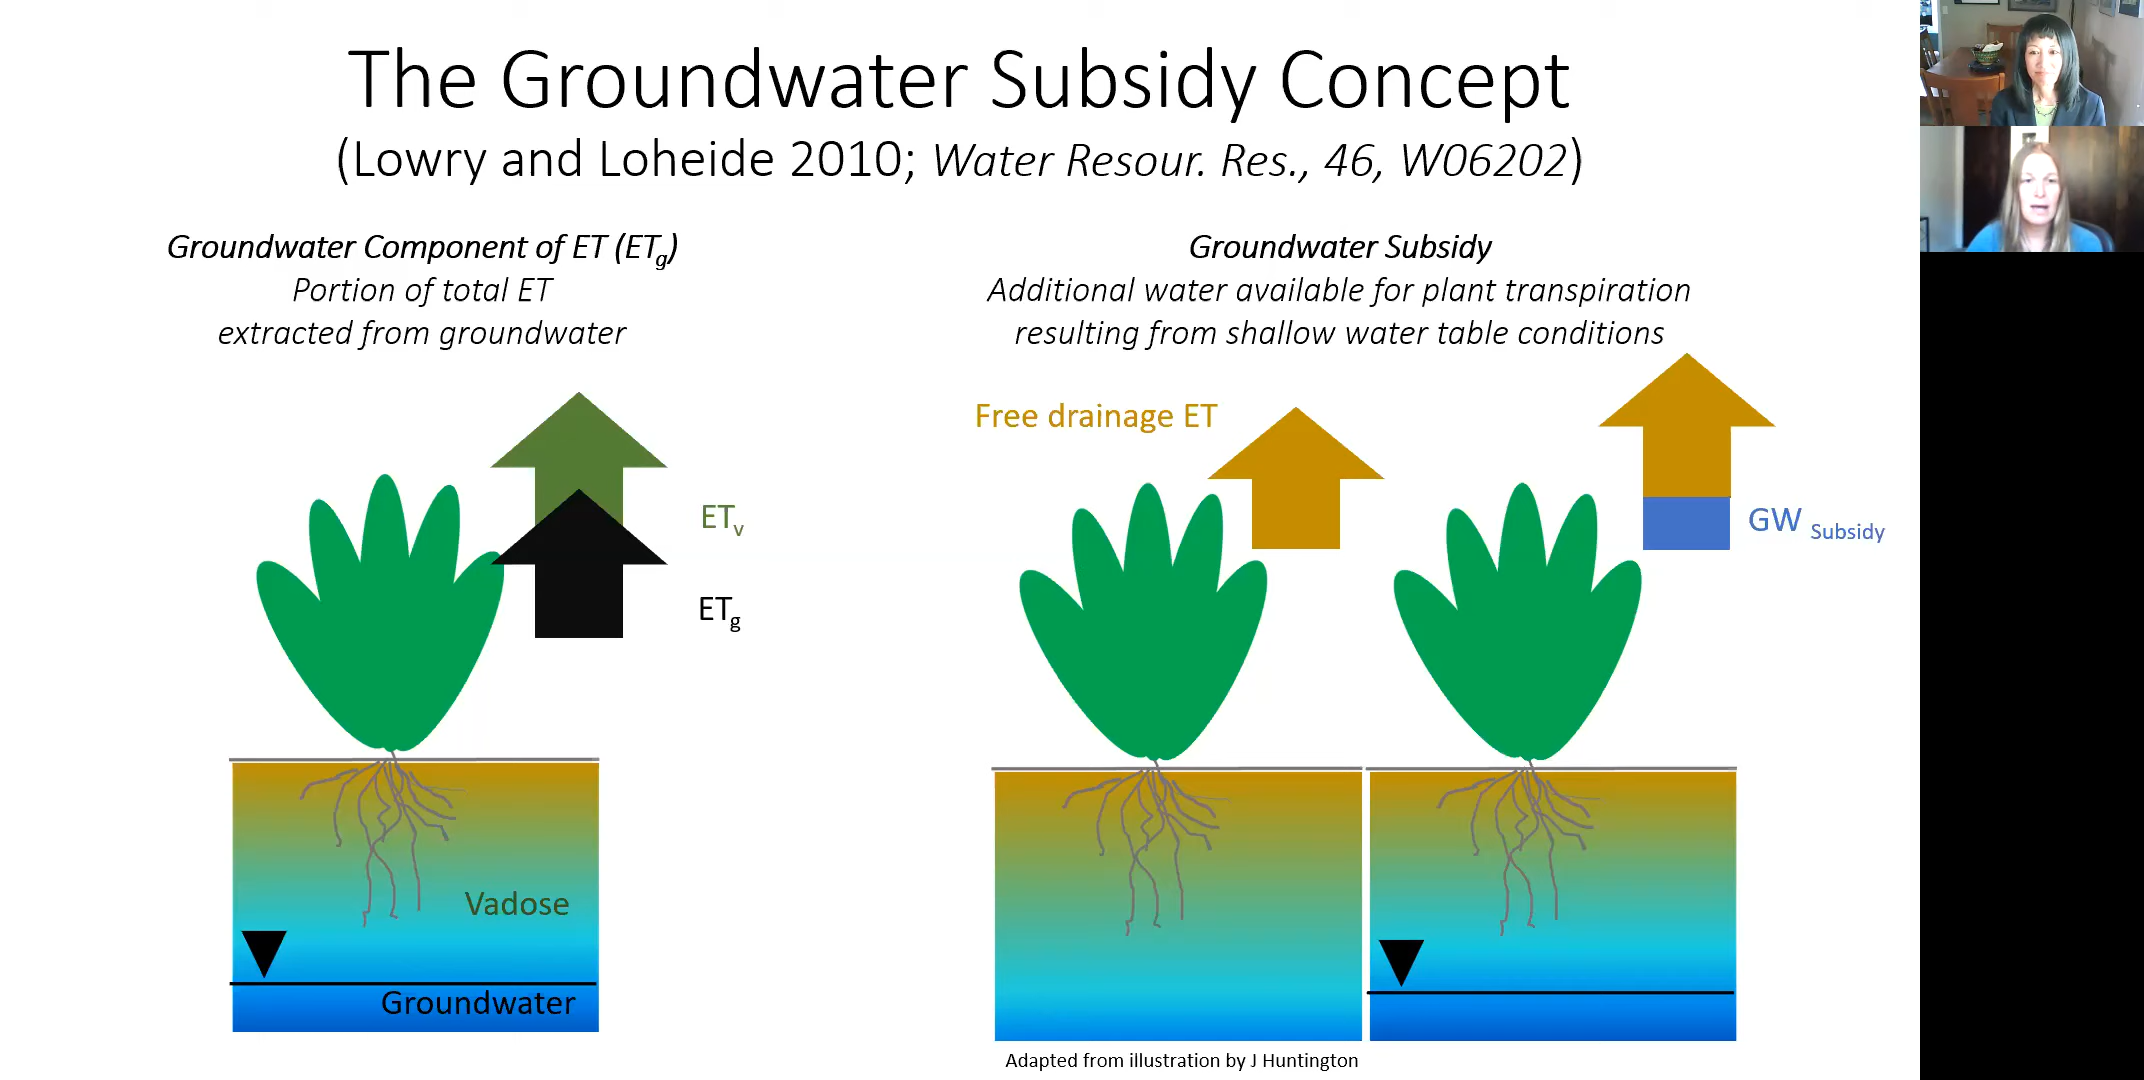 The Groundwater Subsidy Concept
(Lowry and Loheide 2010; Water Resour. Res., 46, W06202)
Groundwater Component of ET (ETg)
Portion of total ET
extracted from groundwater
ETv
ETg
Vadose
Groundwater
Groundwater Subsidy
Additional water available for plant transpiration
resulting from shallow water table conditions
Free drainage ET
GW Subsidy
Adapted from illustration by J Huntington